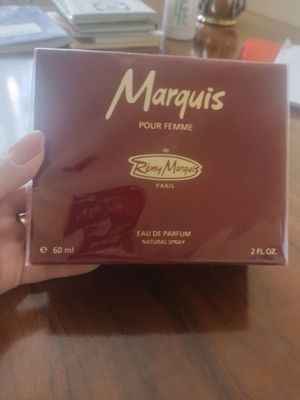 Marquis
POUR FEMME
de
Rémy Marquis
PARIS
EAU DE PARFUM
NATURAL SPRAY
e 60 ml
2 FL.OZ.